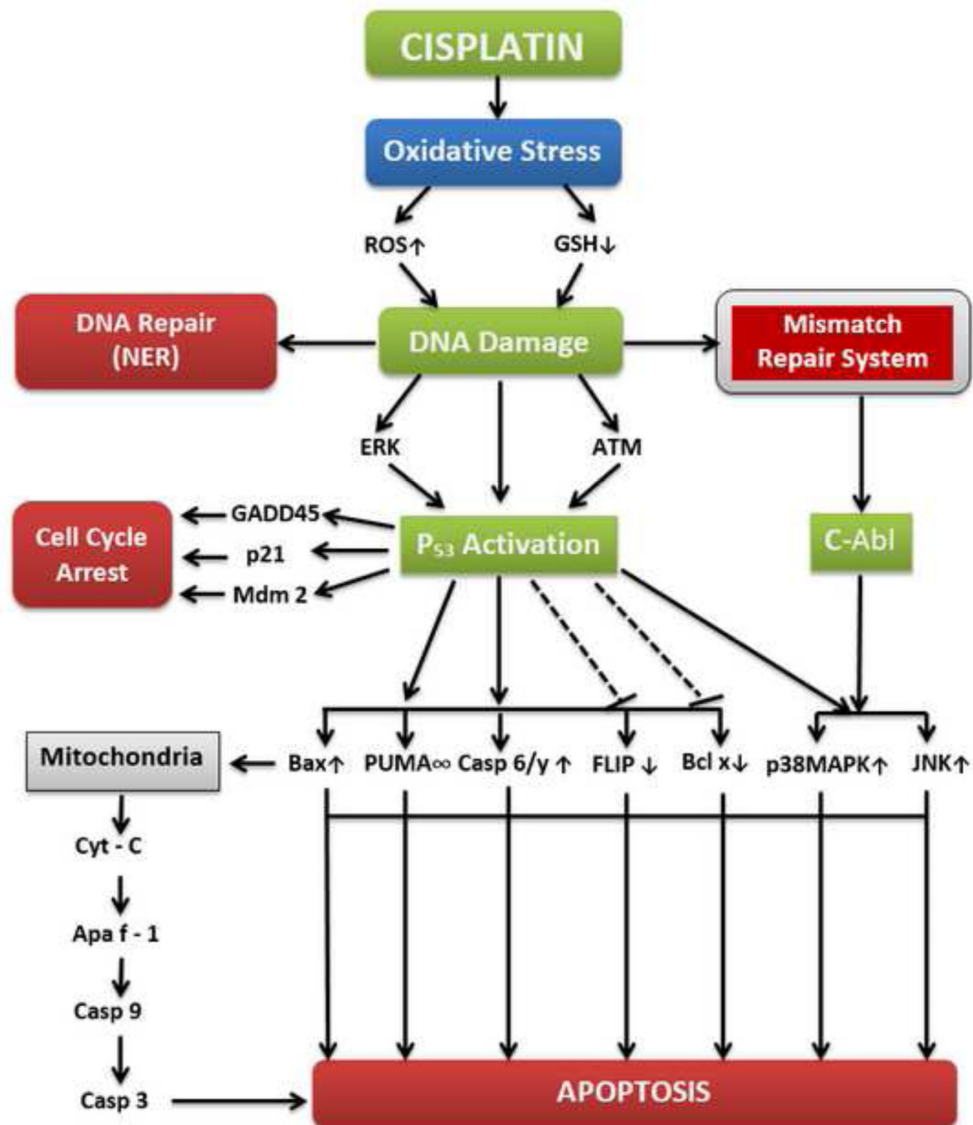 CISPLATIN
Oxidative Stress
ROS↑
GSH↓
DNA Repair
(NER)
DNA Damage
Mismatch
Repair System
ERK
ATM
Cell Cycle
Arrest
GADD45
p21
Mdm 2
P₅₃ Activation
C-Abl
Mitochondria
Bax↑
PUMA∞
Casp 6/y ↑
FLIP ↓
Bcl x↓
p38MAPK↑
JNK↑
Cyt - C
Apa f - 1
Casp 9
Casp 3
APOPTOSIS